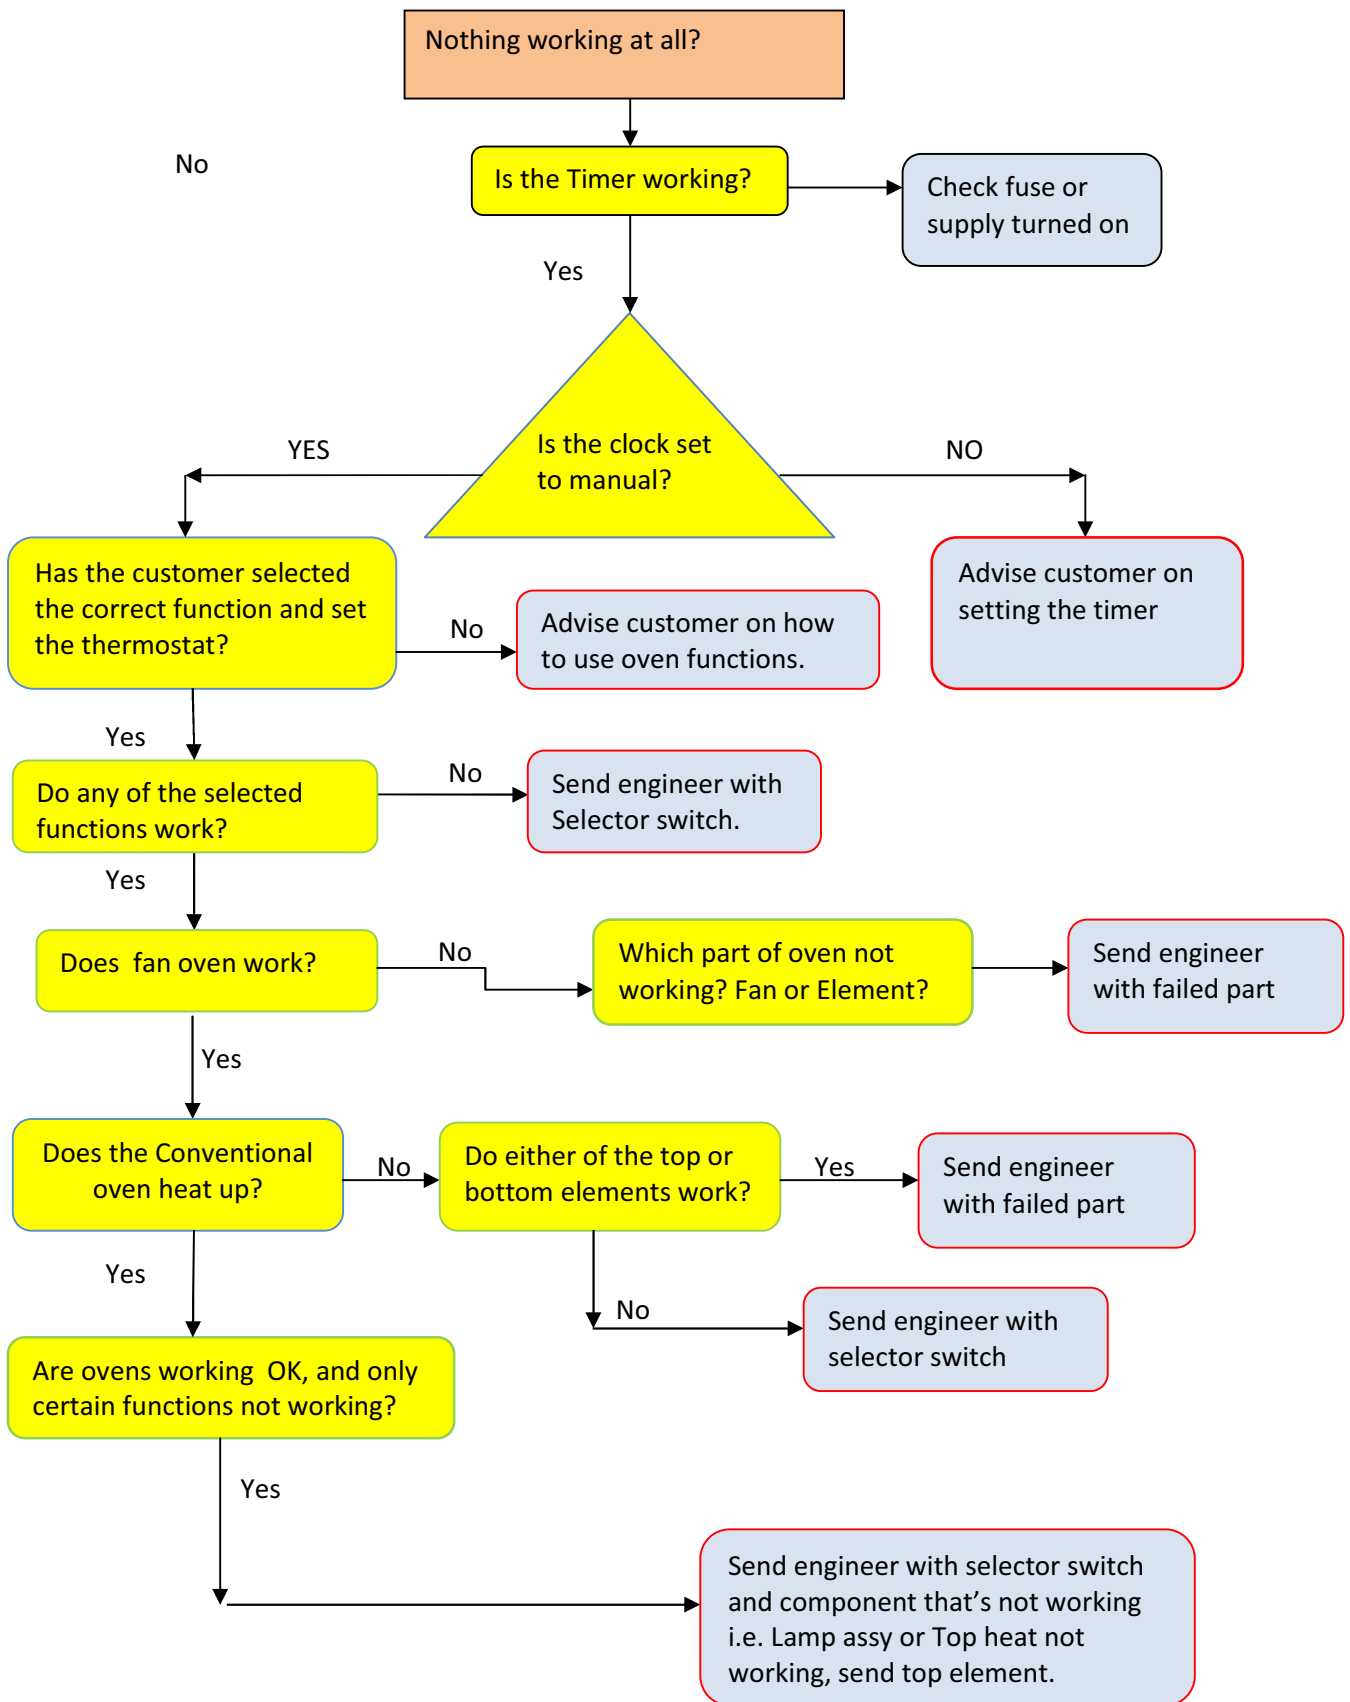 Nothing working at all?
No
Is the Timer working?
Check fuse or
supply turned on
Yes
Is the clock set
to manual?
YES
NO
Has the customer selected
the correct function and set
the thermostat?
No
Advise customer on how
to use oven functions.
Advise customer on
setting the timer
Yes
Do any of the selected
functions work?
No
Send engineer with
Selector switch.
Yes
Does  fan oven work?
No
Which part of oven not
working? Fan or Element?
Send engineer
with failed part
Yes
Does the Conventional
oven heat up?
No
Do either of the top or
bottom elements work?
Yes
Send engineer
with failed part
Yes
No
Send engineer with
selector switch
Are ovens working  OK, and only
certain functions not working?
Yes
Send engineer with selector switch
and component that’s not working
i.e. Lamp assy or Top heat not
working, send top element.